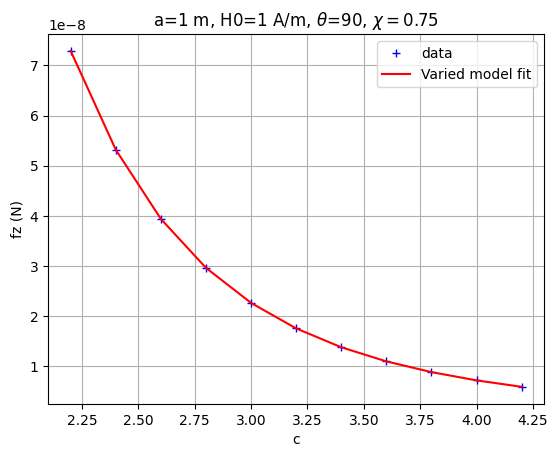 a=1 m, H0=1 A/m, θ=90, χ = 0.75
1e−8
data
Varied model fit
7
6
5
4
3
2
1
fz (N)
2.25 2.50 2.75 3.00 3.25 3.50 3.75 4.00 4.25
c